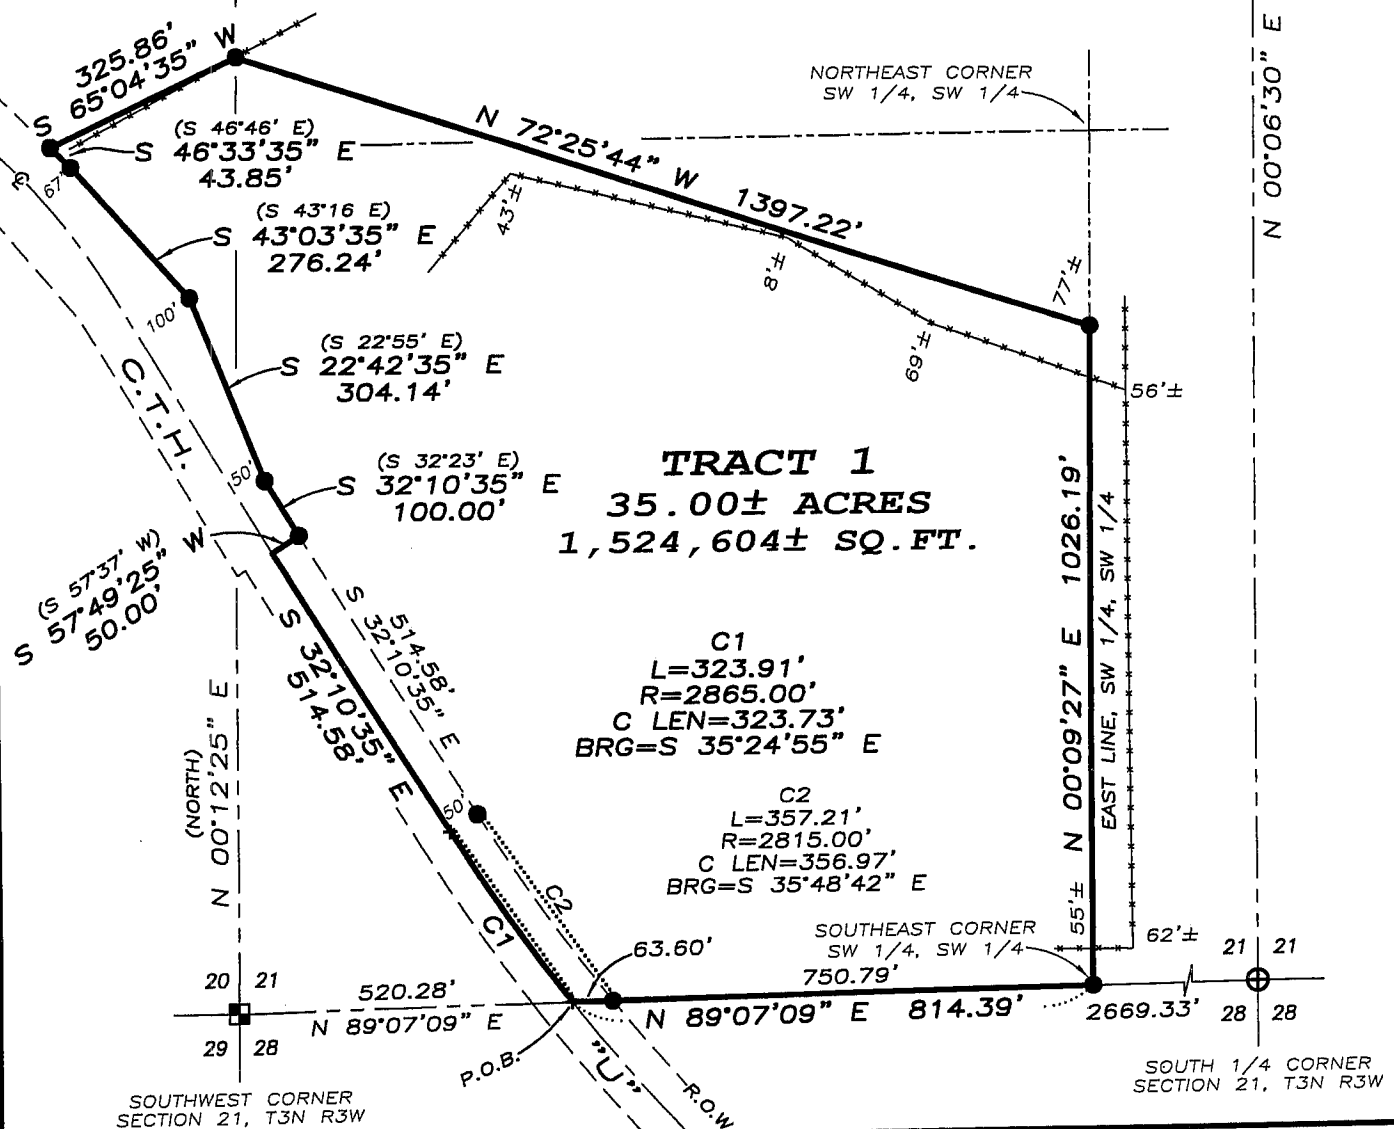 325.86'
S 65°04'35" W
(S 46°46' E)
S 46°33'35" E
43.85'
67'
(S 43°16 E)
S 43°03'35" E
276.24'
100'
(S 22°55' E)
S 22°42'35" E
304.14'
50'
(S 32°23' E)
S 32°10'35" E
100.00'
(S 57°37' W)
S 57°49'25" W
50.00'
C.T.H.
N 72°25'44" W 1397.22'
43'±
8'±
69'±
77'±
56'±
NORTHEAST CORNER
SW 1/4, SW 1/4
N 00°06'30" E
TRACT 1
35.00± ACRES
1,524,604± SQ.FT.
N 00°09'27" E 1026.19'
EAST LINE, SW 1/4, SW 1/4
514.58'
S 32°10'35" E
S 32°10'35" E
514.58'
C1
L=323.91'
R=2865.00'
C LEN=323.73'
BRG=S 35°24'55" E
C2
L=357.21'
R=2815.00'
C LEN=356.97'
BRG=S 35°48'42" E
(NORTH)
N 00°12'25" E
50'
C2
C1
63.60'
SOUTHEAST CORNER
SW 1/4, SW 1/4
750.79'
55'±
62'±
21 21
28 28
20 21
29 28
520.28'
N 89°07'09" E
N 89°07'09" E 814.39'
2669.33'
P.O.B.
"U"
R.O.W
SOUTHWEST CORNER
SECTION 21, T3N R3W
SOUTH 1/4 CORNER
SECTION 21, T3N R3W